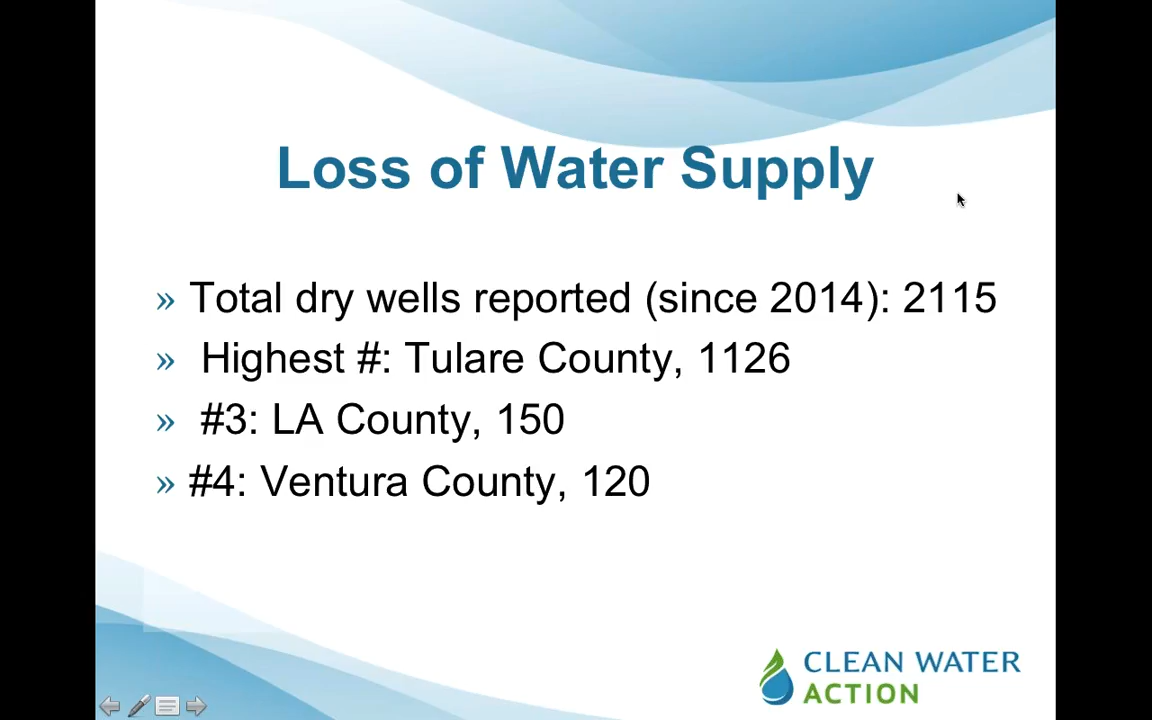 Loss of Water Supply
» Total dry wells reported (since 2014): 2115
» Highest #: Tulare County, 1126
» #3: LA County, 150
» #4: Ventura County, 120
CLEAN WATER
ACTION